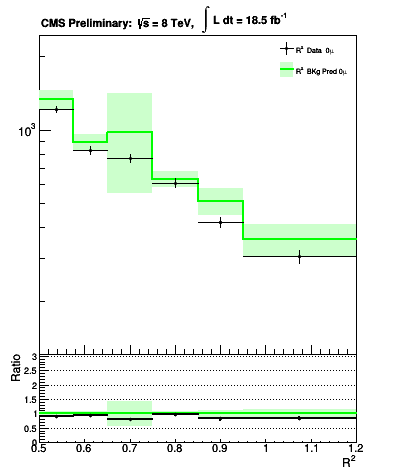 CMS Preliminary: √s = 8 TeV, ∫ L dt = 18.5 fb⁻¹
R² Data 0μ
R² BKg Pred 0μ
10³
3
2.5
2
1.5
1
0.5
0
Ratio
0.5 0.6 0.7 0.8 0.9 1 1.1 1.2
R²